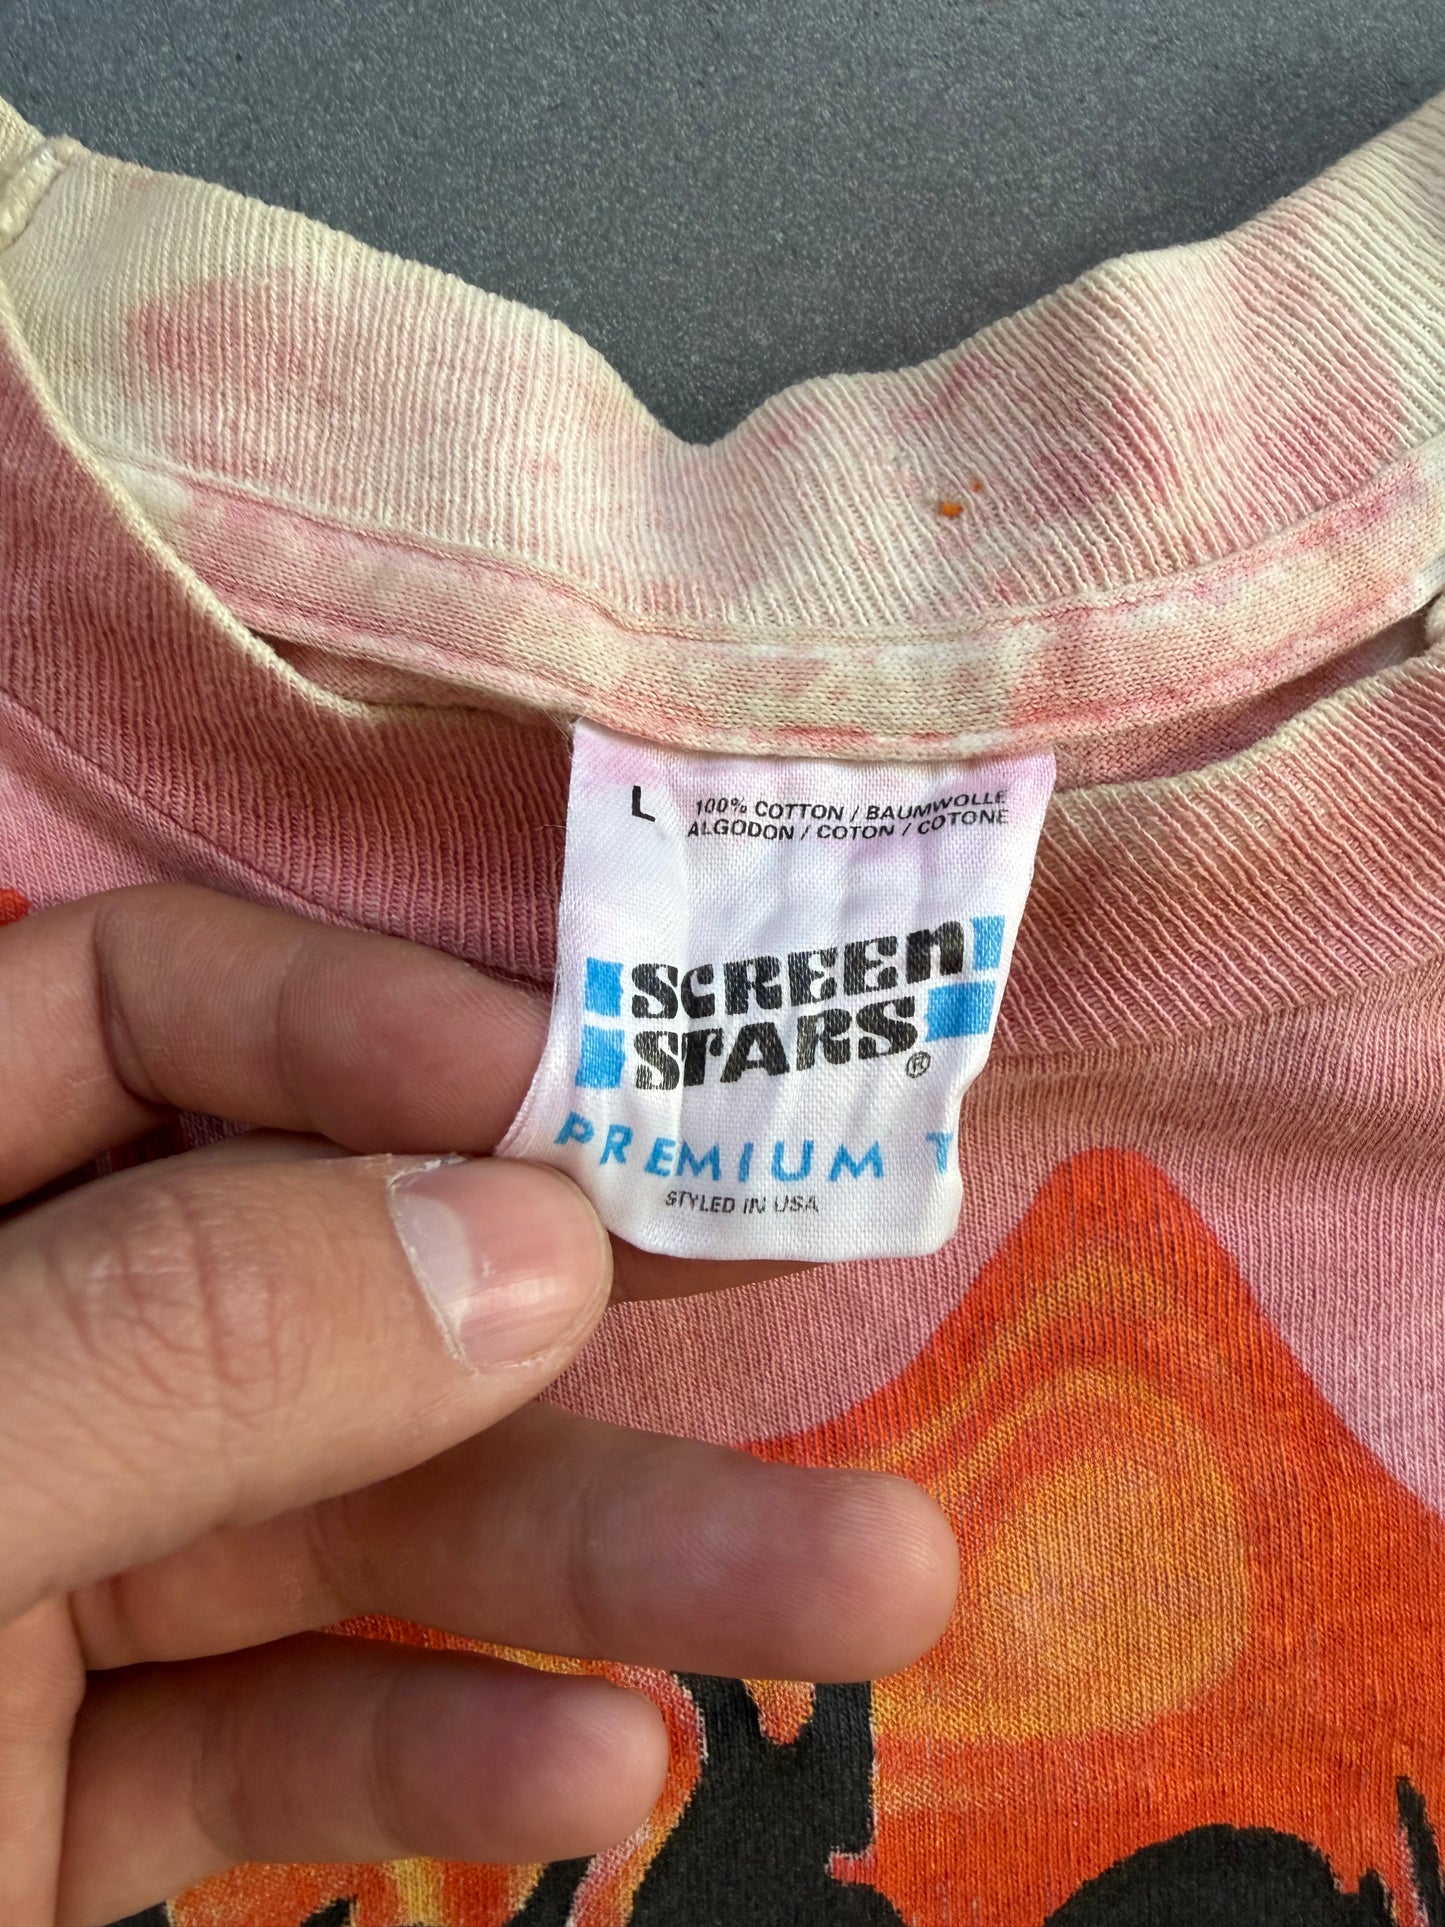 L 100% COTTON / BAUMWOLLE
ALGODON / COTON / COTONE
SCREEN
STARS®
PREMIUM T
STYLED IN USA